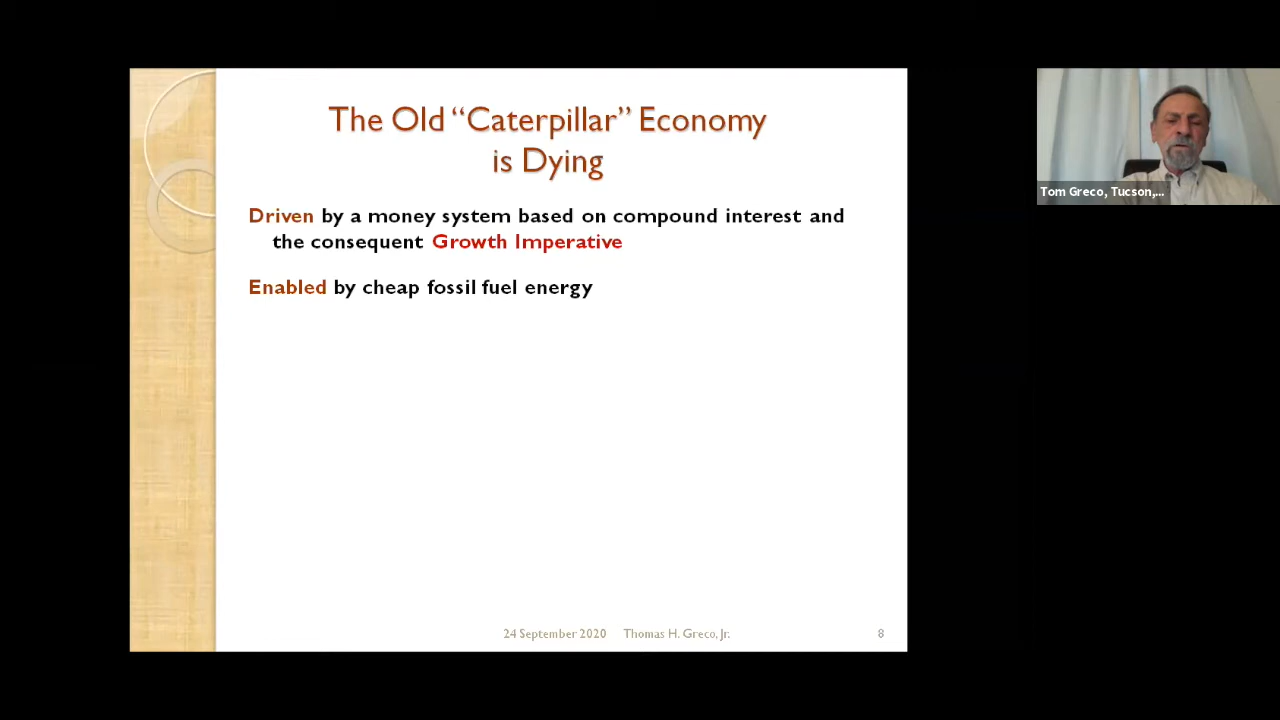 The Old “Caterpillar” Economy
is Dying
Driven by a money system based on compound interest and
the consequent Growth Imperative
Enabled by cheap fossil fuel energy
24 September 2020 Thomas H. Greco, Jr. 8
Tom Greco, Tucson,...